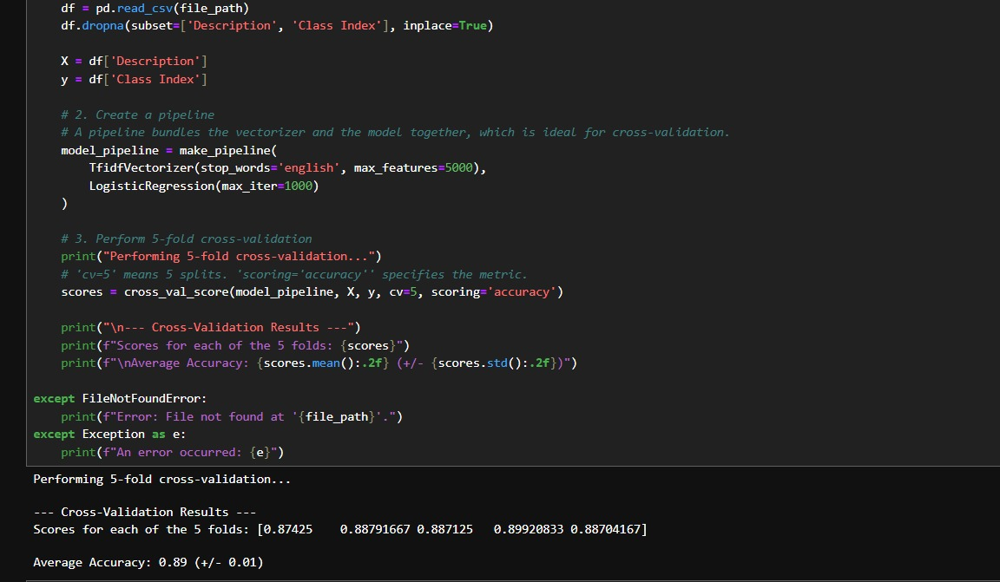 df = pd.read_csv(file_path)
df.dropna(subset=['Description', 'Class Index'], inplace=True)
X = df['Description']
y = df['Class Index']
# 2. Create a pipeline
# A pipeline bundles the vectorizer and the model together, which is ideal for cross-validation.
model_pipeline = make_pipeline(
TfidfVectorizer(stop_words='english', max_features=5000),
LogisticRegression(max_iter=1000)
)
# 3. Perform 5-fold cross-validation
print("Performing 5-fold cross-validation...")
# 'cv=5' means 5 splits. 'scoring='accuracy'' specifies the metric.
scores = cross_val_score(model_pipeline, X, y, cv=5, scoring='accuracy')
print("\n--- Cross-Validation Results ---")
print(f"Scores for each of the 5 folds: {scores}")
print(f"\nAverage Accuracy: {scores.mean():.2f} (+/- {scores.std():.2f})")
except FileNotFoundError:
print(f"Error: File not found at '{file_path}'.")
except Exception as e:
print(f"An error occurred: {e}")
Performing 5-fold cross-validation...
--- Cross-Validation Results ---
Scores for each of the 5 folds: [0.87425    0.88791667 0.887125   0.89920833 0.88704167]
Average Accuracy: 0.89 (+/- 0.01)